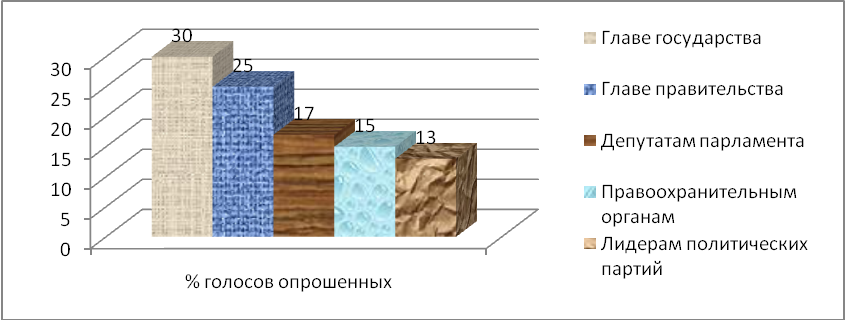 30
25
17
15
13
30
25
20
15
10
5
0
% голосов опрошенных
Главе государства
Главе правительства
Депутатам парламента
Правоохранительным
органам
Лидерам политических
партий